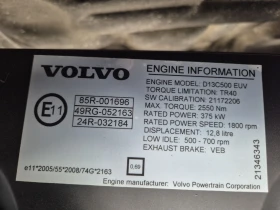 VOLVO
ENGINE INFORMATION
ENGINE MODEL: D13C500 EUV
TORQUE LIMITATION: TR40
SW CALIBRATION: 21172206
MAX. TORQUE: 2550 Nm
RATED POWER: 375 kW
RATED POWER SPEED: 1800 rpm
DISPLACEMENT: 12,8 litre
LOW IDLE: 500 - 700 rpm
EXHAUST BRAKE: VEB
E11
85R-001696
49RG-052163
24R-032184
21346343
e11*2005/55*2008/74G*2163
0.69
Engine manufacturer: Volvo Powertrain Corporation